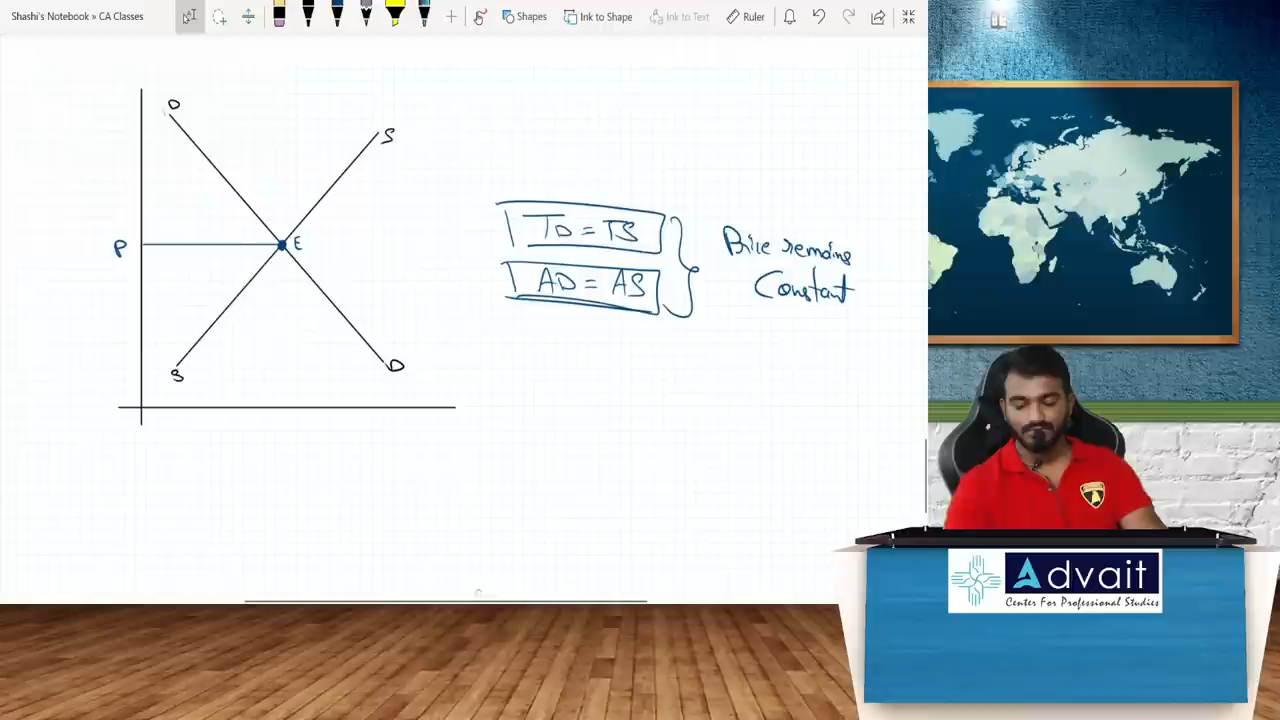 Shashi's Notebook » CA Classes
Shapes
Ink to Shape
Ink to Text
Ruler
D
S
P
E
TD = TS
AD = AS
Price remains
Constant
S
D
Advait
Center For Professional Studies